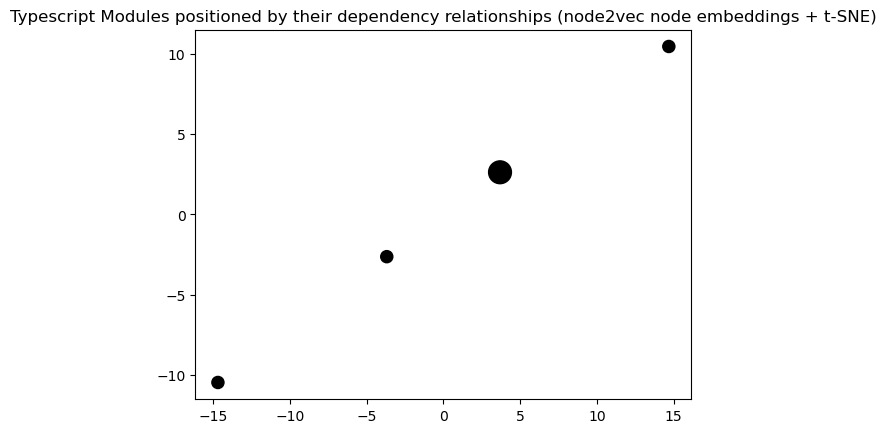 Typescript Modules positioned by their dependency relationships (node2vec node embeddings + t-SNE)
10
5
0
−5
−10
−15 −10 −5 0 5 10 15